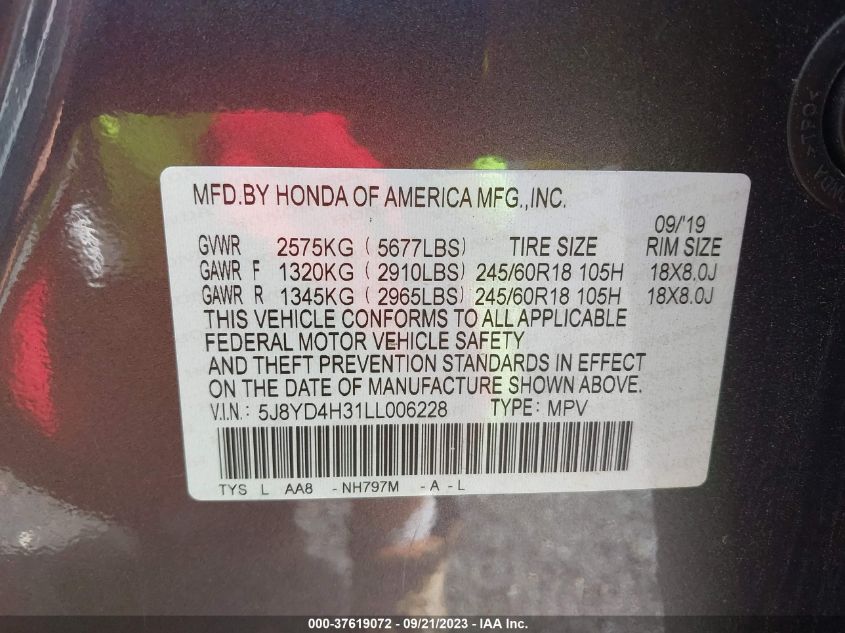 MFD.BY HONDA OF AMERICA MFG.,INC.
09/'19
GVWR 2575KG ( 5677LBS) TIRE SIZE RIM SIZE
GAWR F 1320KG ( 2910LBS) 245/60R18 105H 18X8.0J
GAWR R 1345KG ( 2965LBS) 245/60R18 105H 18X8.0J
THIS VEHICLE CONFORMS TO ALL APPLICABLE
FEDERAL MOTOR VEHICLE SAFETY
AND THEFT PREVENTION STANDARDS IN EFFECT
ON THE DATE OF MANUFACTURE SHOWN ABOVE.
V.I.N.: 5J8YD4H31LL006228 TYPE: MPV
TYS L AA8 - NH797M - A - L
000-37619072 - 09/21/2023 - IAA Inc.